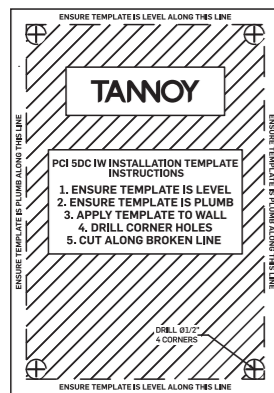 ENSURE TEMPLATE IS LEVEL ALONG THIS LINE
ENSURE TEMPLATE IS PLUMB ALONG THIS LINE
TANNOY
PCI 5DC IW INSTALLATION TEMPLATE
INSTRUCTIONS
1. ENSURE TEMPLATE IS LEVEL
2. ENSURE TEMPLATE IS PLUMB
3. APPLY TEMPLATE TO WALL
4. DRILL CORNER HOLES
5. CUT ALONG BROKEN LINE
ENSURE TEMPLATE IS PLUMB ALONG THIS LINE
DRILL Ø1/2"
4 CORNERS
ENSURE TEMPLATE IS LEVEL ALONG THIS LINE